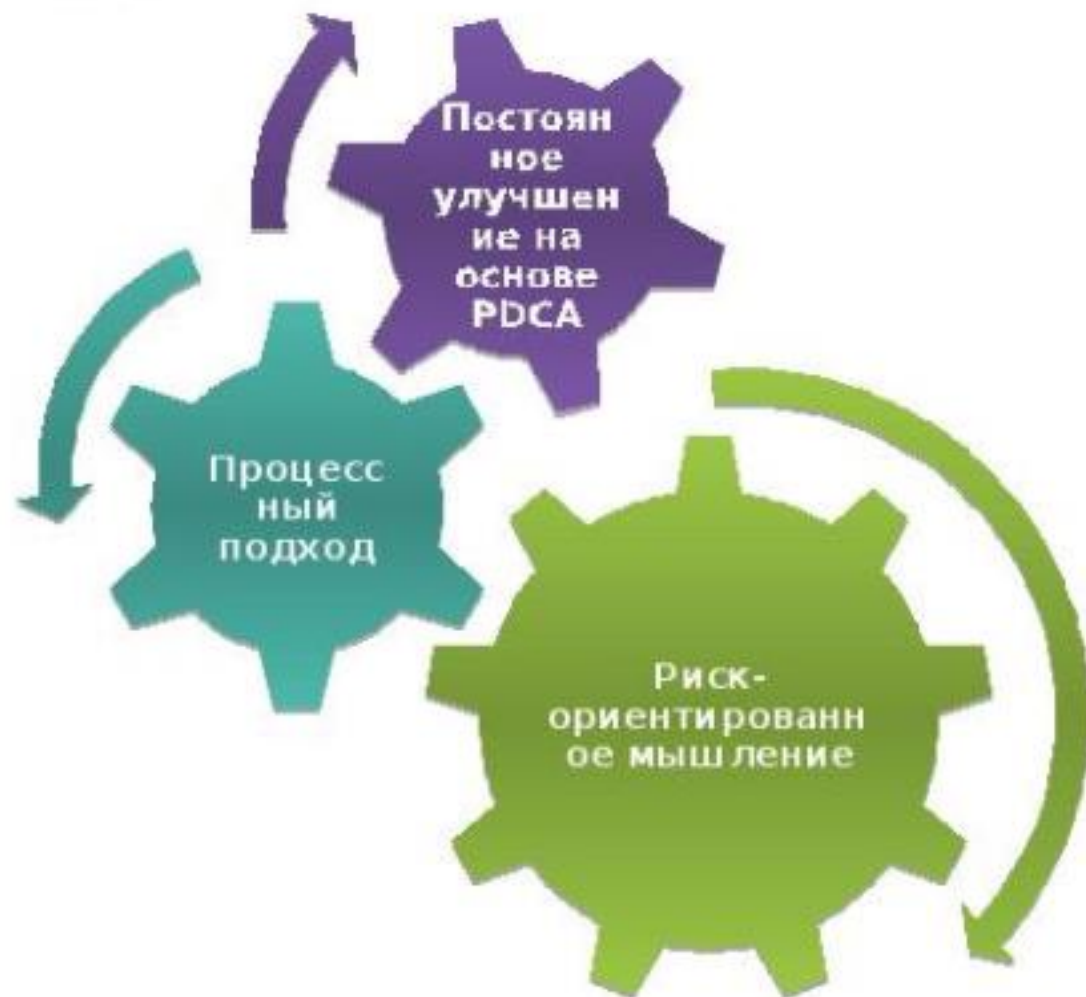 Постоян
ное
улучшен
ие на
основе
PDCA
Процесс
ный
подход
Риск-
ориентированн
ое мышление